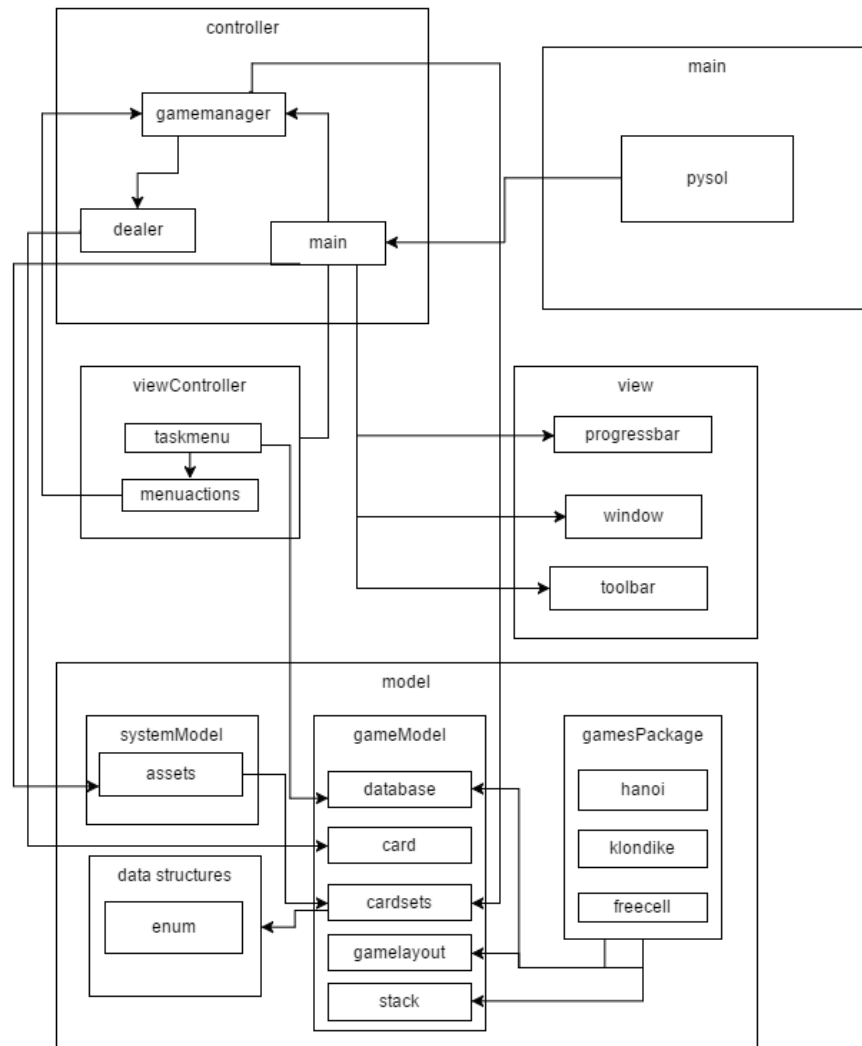 controller
main
gamemanager
pysol
dealer
main
viewController
view
taskmenu
progressbar
menuactions
window
toolbar
model
systemModel
gameModel
gamesPackage
assets
database
hanoi
card
klondike
data structures
cardsets
freecell
enum
gamelayout
stack